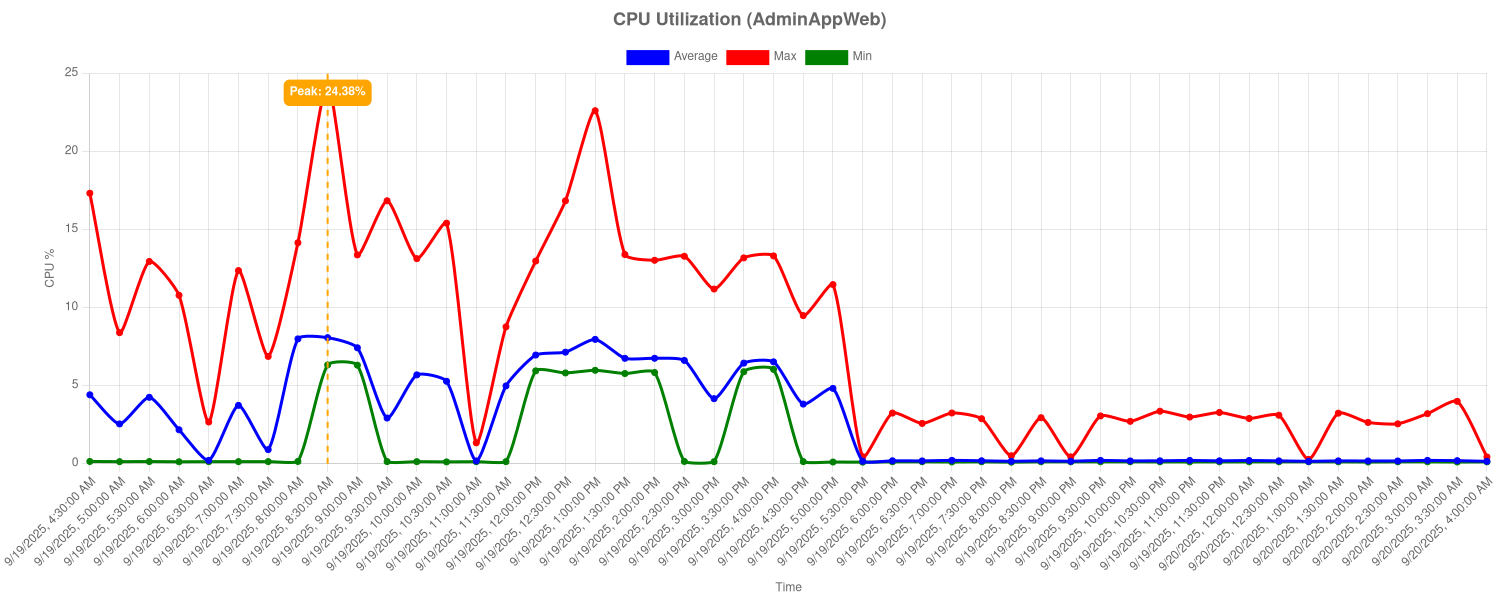 CPU Utilization (AdminAppWeb)
Average Max Min
Peak: 24.38%
25
20
15
10
5
0
CPU %
9/19/2025, 4:30:00 AM
9/19/2025, 5:00:00 AM
9/19/2025, 5:30:00 AM
9/19/2025, 6:00:00 AM
9/19/2025, 6:30:00 AM
9/19/2025, 7:00:00 AM
9/19/2025, 7:30:00 AM
9/19/2025, 8:00:00 AM
9/19/2025, 8:30:00 AM
9/19/2025, 9:00:00 AM
9/19/2025, 9:30:00 AM
9/19/2025, 10:00:00 AM
9/19/2025, 10:30:00 AM
9/19/2025, 11:00:00 AM
9/19/2025, 11:30:00 AM
9/19/2025, 12:00:00 PM
9/19/2025, 12:30:00 PM
9/19/2025, 1:00:00 PM
9/19/2025, 1:30:00 PM
9/19/2025, 2:00:00 PM
9/19/2025, 2:30:00 PM
9/19/2025, 3:00:00 PM
9/19/2025, 3:30:00 PM
9/19/2025, 4:00:00 PM
9/19/2025, 4:30:00 PM
9/19/2025, 5:00:00 PM
9/19/2025, 5:30:00 PM
9/19/2025, 6:00:00 PM
9/19/2025, 6:30:00 PM
9/19/2025, 7:00:00 PM
9/19/2025, 7:30:00 PM
9/19/2025, 8:00:00 PM
9/19/2025, 8:30:00 PM
9/19/2025, 9:00:00 PM
9/19/2025, 9:30:00 PM
9/19/2025, 10:00:00 PM
9/19/2025, 10:30:00 PM
9/19/2025, 11:00:00 PM
9/19/2025, 11:30:00 PM
9/20/2025, 12:00:00 AM
9/20/2025, 12:30:00 AM
9/20/2025, 1:00:00 AM
9/20/2025, 1:30:00 AM
9/20/2025, 2:00:00 AM
9/20/2025, 2:30:00 AM
9/20/2025, 3:00:00 AM
9/20/2025, 3:30:00 AM
9/20/2025, 4:00:00 AM
Time